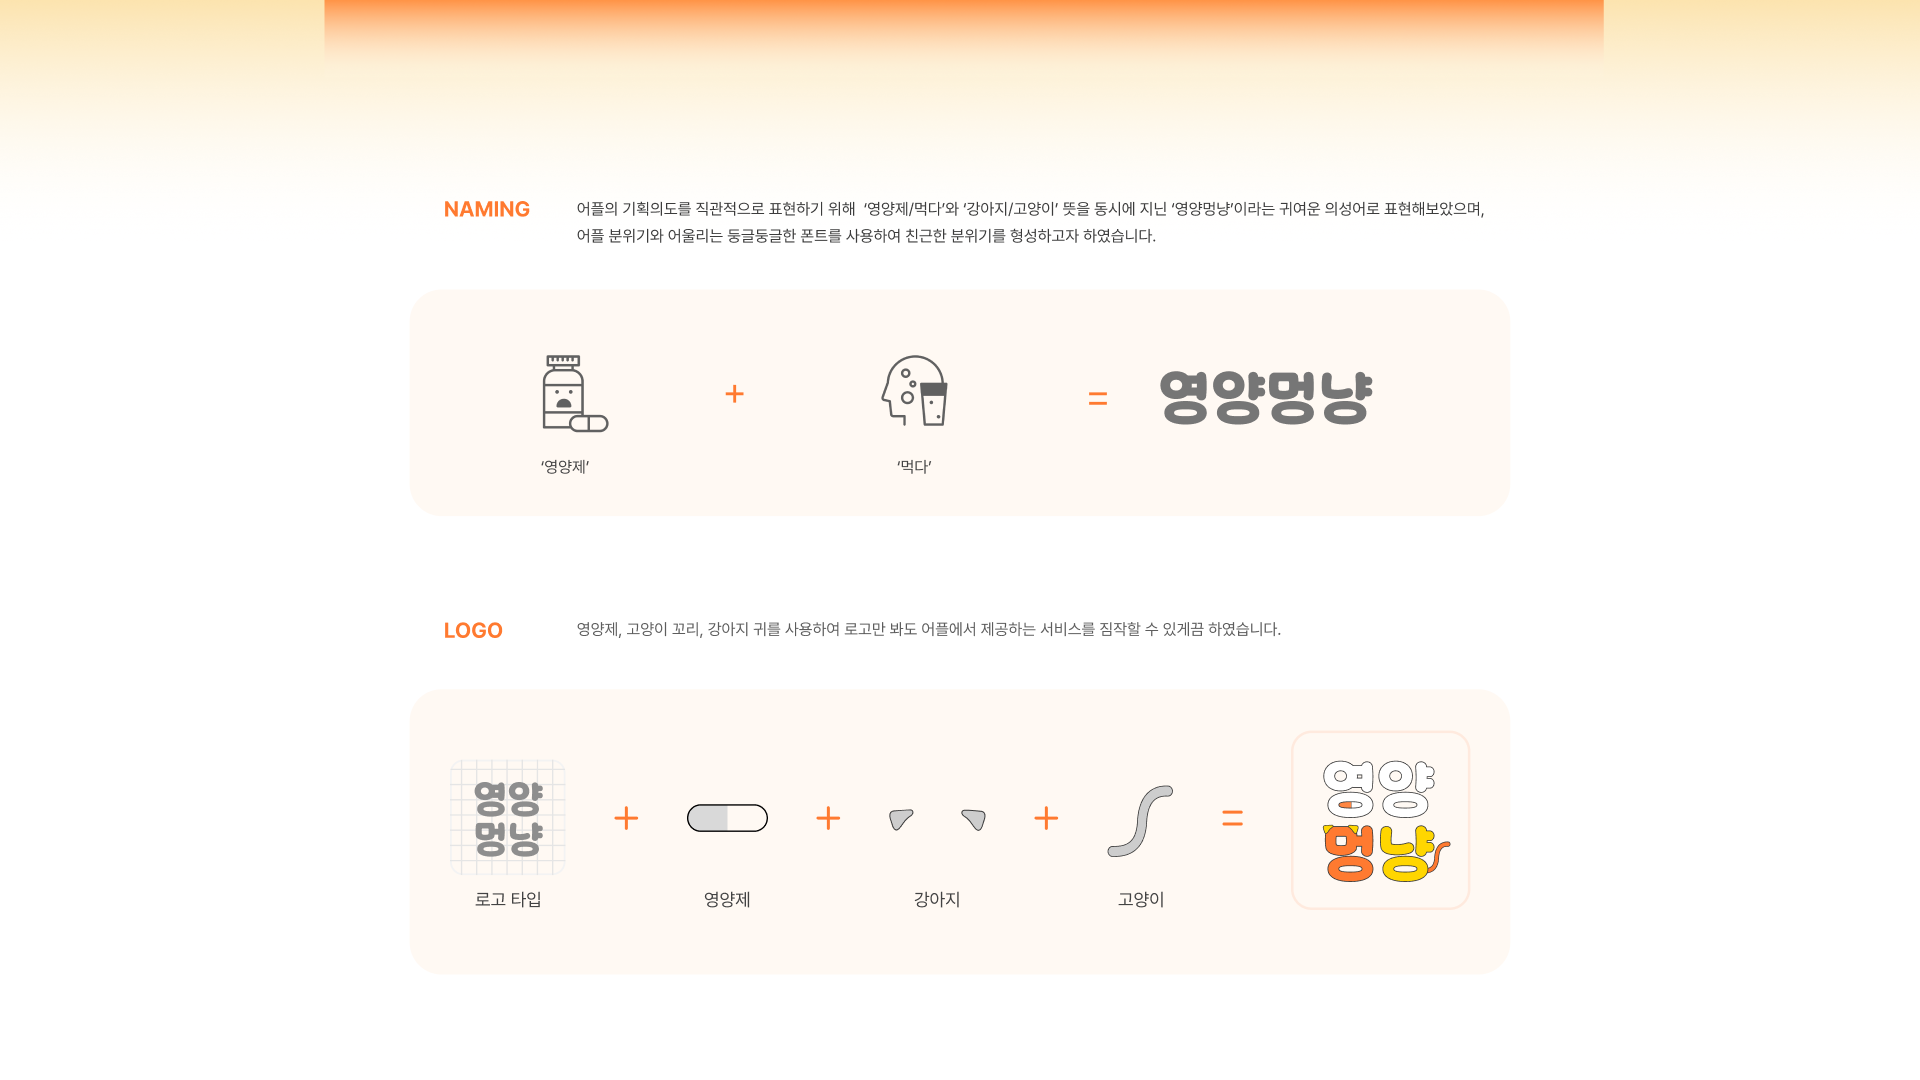 NAMING
어플의 기획의도를 직관적으로 표현하기 위해 ‘영양제/먹다’와 ‘강아지/고양이’ 뜻을 동시에 지닌 ‘영양멍냥’이라는 귀여운 의성어로 표현해보았으며,
어플 분위기와 어울리는 둥글둥글한 폰트를 사용하여 친근한 분위기를 형성하고자 하였습니다.
+
=
영양멍냥
‘영양제’
‘먹다’
LOGO
영양제, 고양이 꼬리, 강아지 귀를 사용하여 로고만 봐도 어플에서 제공하는 서비스를 짐작할 수 있게끔 하였습니다.
영양
멍냥
+
+
+
=
영양
멍냥
로고 타입
영양제
강아지
고양이